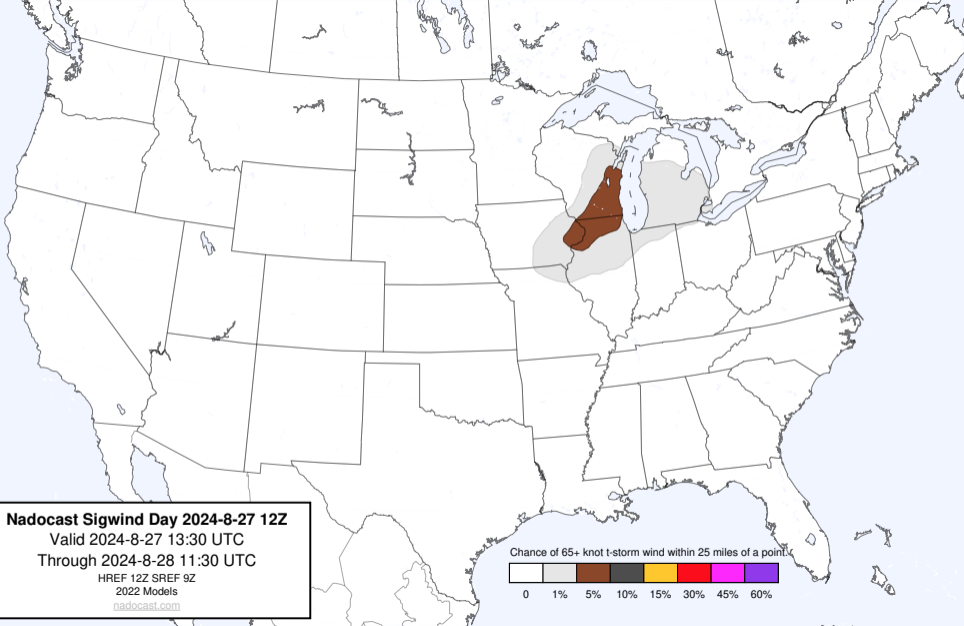 Nadocast Sigwind Day 2024-8-27 12Z
Valid 2024-8-27 13:30 UTC
Through 2024-8-28 11:30 UTC
HREF 12Z SREF 9Z
2022 Models
nadocast.com
Chance of 65+ knot t-storm wind within 25 miles of a point.
0 1% 5% 10% 15% 30% 45% 60%